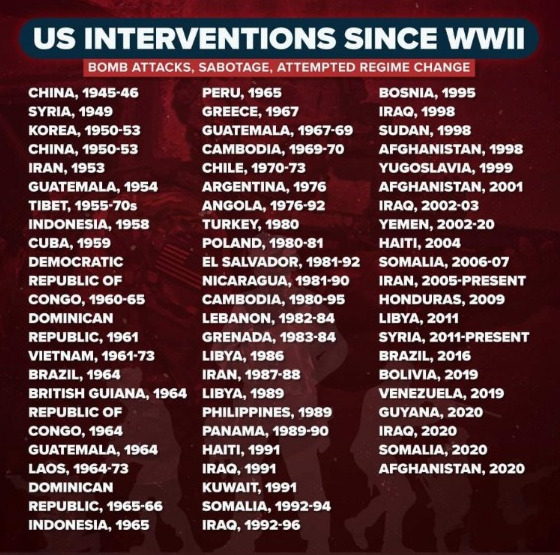 US INTERVENTIONS SINCE WWII
BOMB ATTACKS, SABOTAGE, ATTEMPTED REGIME CHANGE
CHINA, 1945-46
SYRIA, 1949
KOREA, 1950-53
CHINA, 1950-53
IRAN, 1953
GUATEMALA, 1954
TIBET, 1955-70s
INDONESIA, 1958
CUBA, 1959
DEMOCRATIC
REPUBLIC OF
CONGO, 1960-65
DOMINICAN
REPUBLIC, 1961
VIETNAM, 1961-73
BRAZIL, 1964
BRITISH GUIANA, 1964
REPUBLIC OF
CONGO, 1964
GUATEMALA, 1964
LAOS, 1964-73
DOMINICAN
REPUBLIC, 1965-66
INDONESIA, 1965
PERU, 1965
GREECE, 1967
GUATEMALA, 1967-69
CAMBODIA, 1969-70
CHILE, 1970-73
ARGENTINA, 1976
ANGOLA, 1976-92
TURKEY, 1980
POLAND, 1980-81
EL SALVADOR, 1981-92
NICARAGUA, 1981-90
CAMBODIA, 1980-95
LEBANON, 1982-84
GRENADA, 1983-84
LIBYA, 1986
IRAN, 1987-88
LIBYA, 1989
PHILIPPINES, 1989
PANAMA, 1989-90
HAITI, 1991
IRAQ, 1991
KUWAIT, 1991
SOMALIA, 1992-94
IRAQ, 1992-96
BOSNIA, 1995
IRAQ, 1998
SUDAN, 1998
AFGHANISTAN, 1998
YUGOSLAVIA, 1999
AFGHANISTAN, 2001
IRAQ, 2002-03
YEMEN, 2002-20
HAITI, 2004
SOMALIA, 2006-07
IRAN, 2005-PRESENT
HONDURAS, 2009
LIBYA, 2011
SYRIA, 2011-PRESENT
BRAZIL, 2016
BOLIVIA, 2019
VENEZUELA, 2019
GUYANA, 2020
IRAQ, 2020
SOMALIA, 2020
AFGHANISTAN, 2020